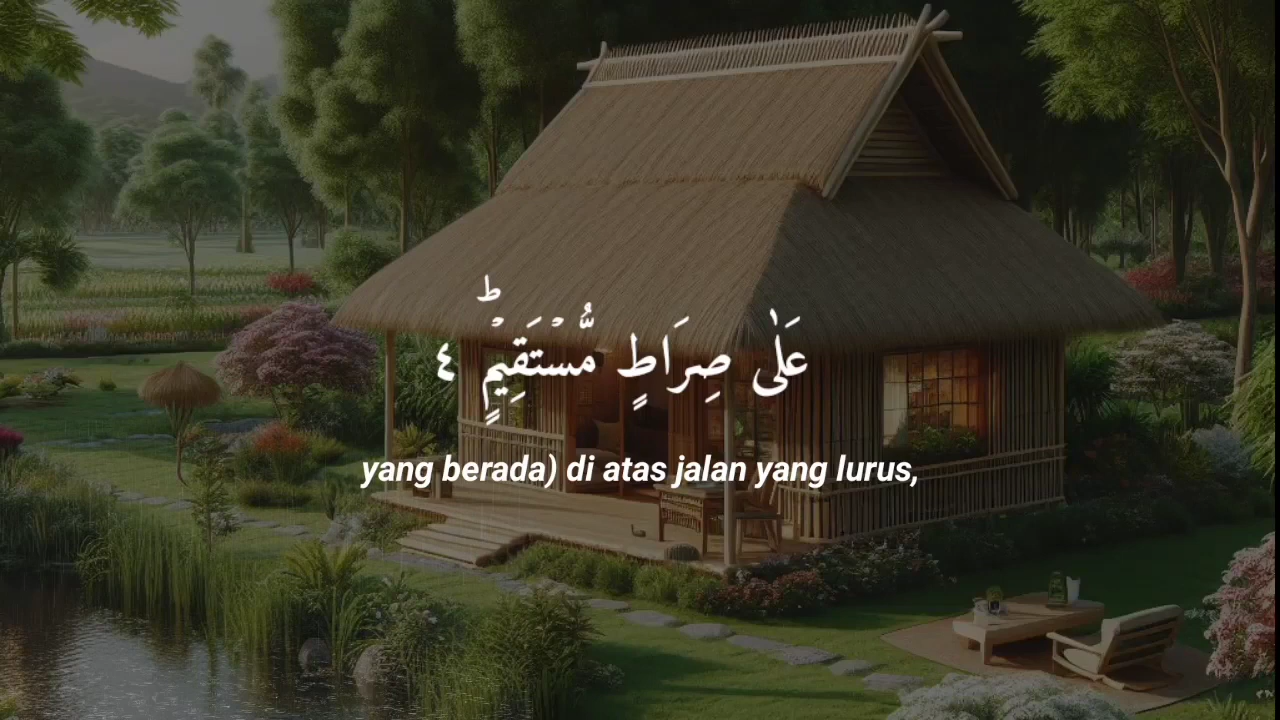 عَلٰى صِرَاطٍ مُّسْتَقِيْمٍۗ ٤
yang berada) di atas jalan yang lurus,